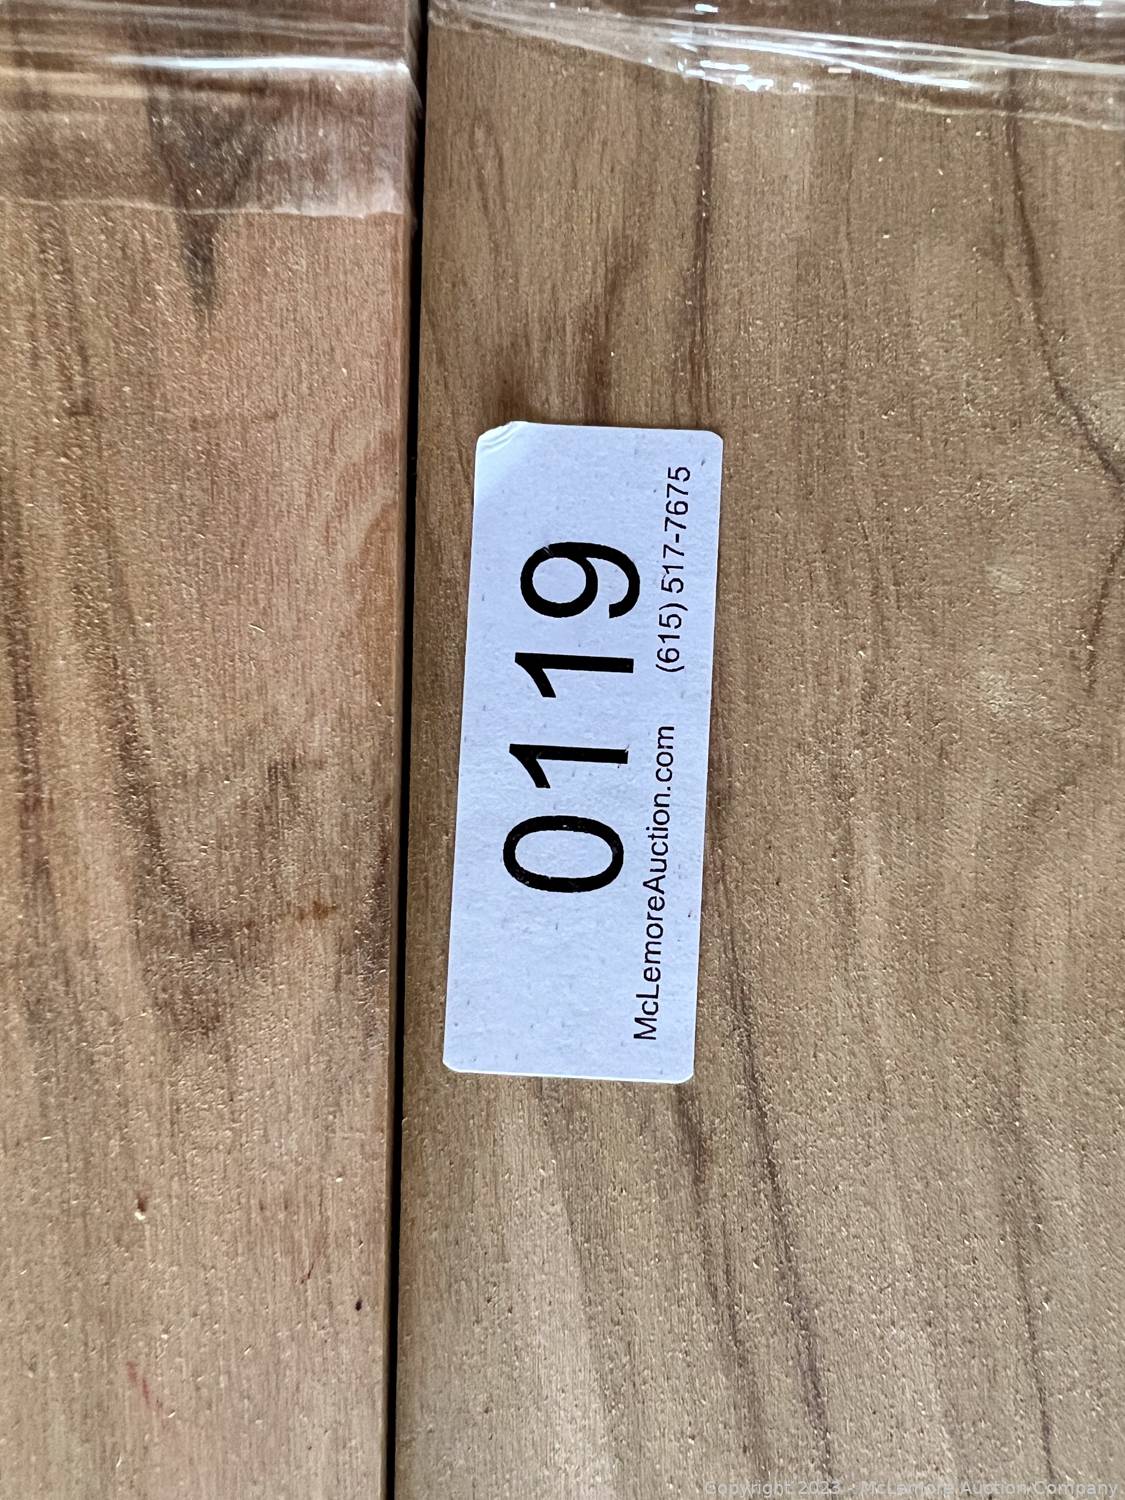 0119
McLemoreAuction.com (615) 517-7675
Copyright 2023 - McLemore Auction Company